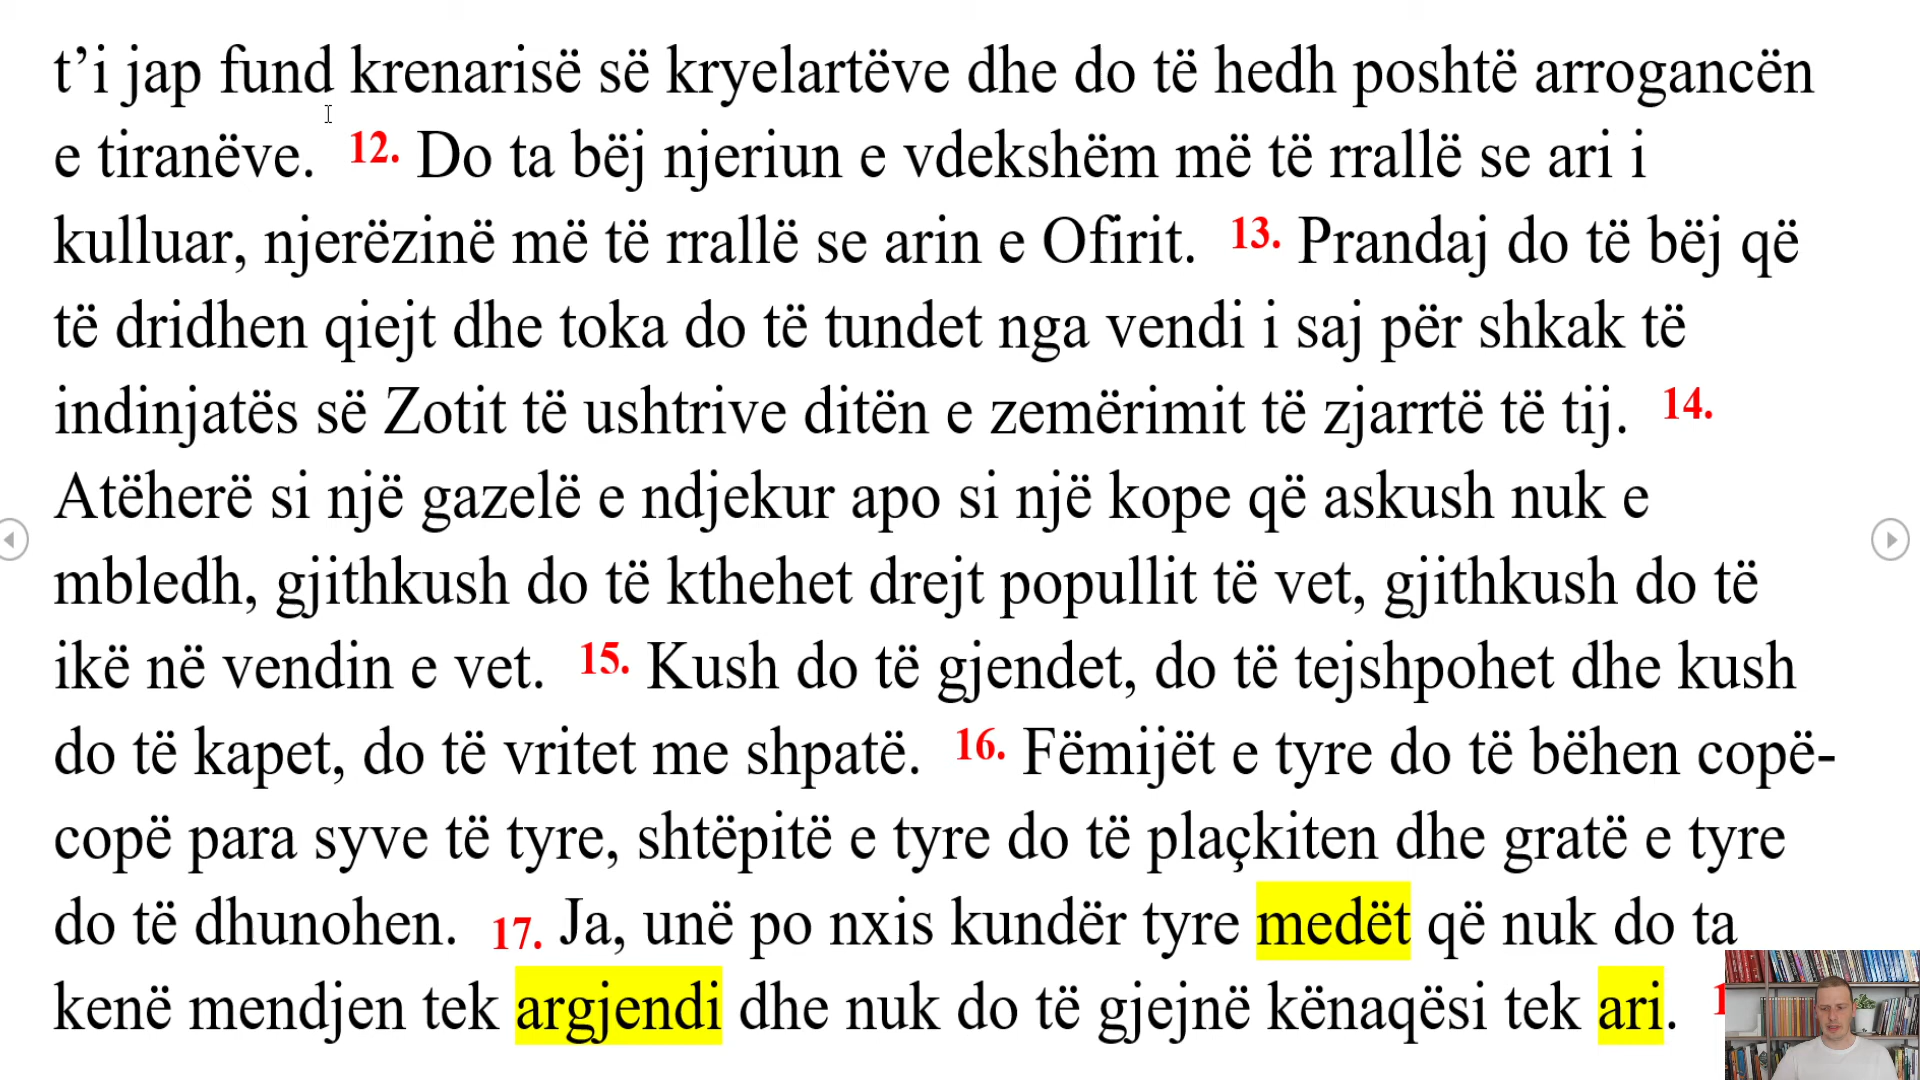 t’i jap fund krenarisë së kryelartëve dhe do të hedh poshtë arrogancën
e tiranëve. 12. Do ta bëj njeriun e vdekshëm më të rrallë se ari i
kulluar, njerëzinë më të rrallë se arin e Ofirit. 13. Prandaj do të bëj që
të dridhen qiejt dhe toka do të tundet nga vendi i saj për shkak të
indinjatës së Zotit të ushtrive ditën e zemërimit të zjarrtë të tij. 14.
Atëherë si një gazelë e ndjekur apo si një kope që askush nuk e
mbledh, gjithkush do të kthehet drejt popullit të vet, gjithkush do të
ikë në vendin e vet. 15. Kush do të gjendet, do të tejshpohet dhe kush
do të kapet, do të vritet me shpatë. 16. Fëmijët e tyre do të bëhen copë-
copë para syve të tyre, shtëpitë e tyre do të plaçkiten dhe gratë e tyre
do të dhunohen. 17. Ja, unë po nxis kundër tyre medët që nuk do ta
kenë mendjen tek argjendi dhe nuk do të gjejnë kënaqësi tek ari.